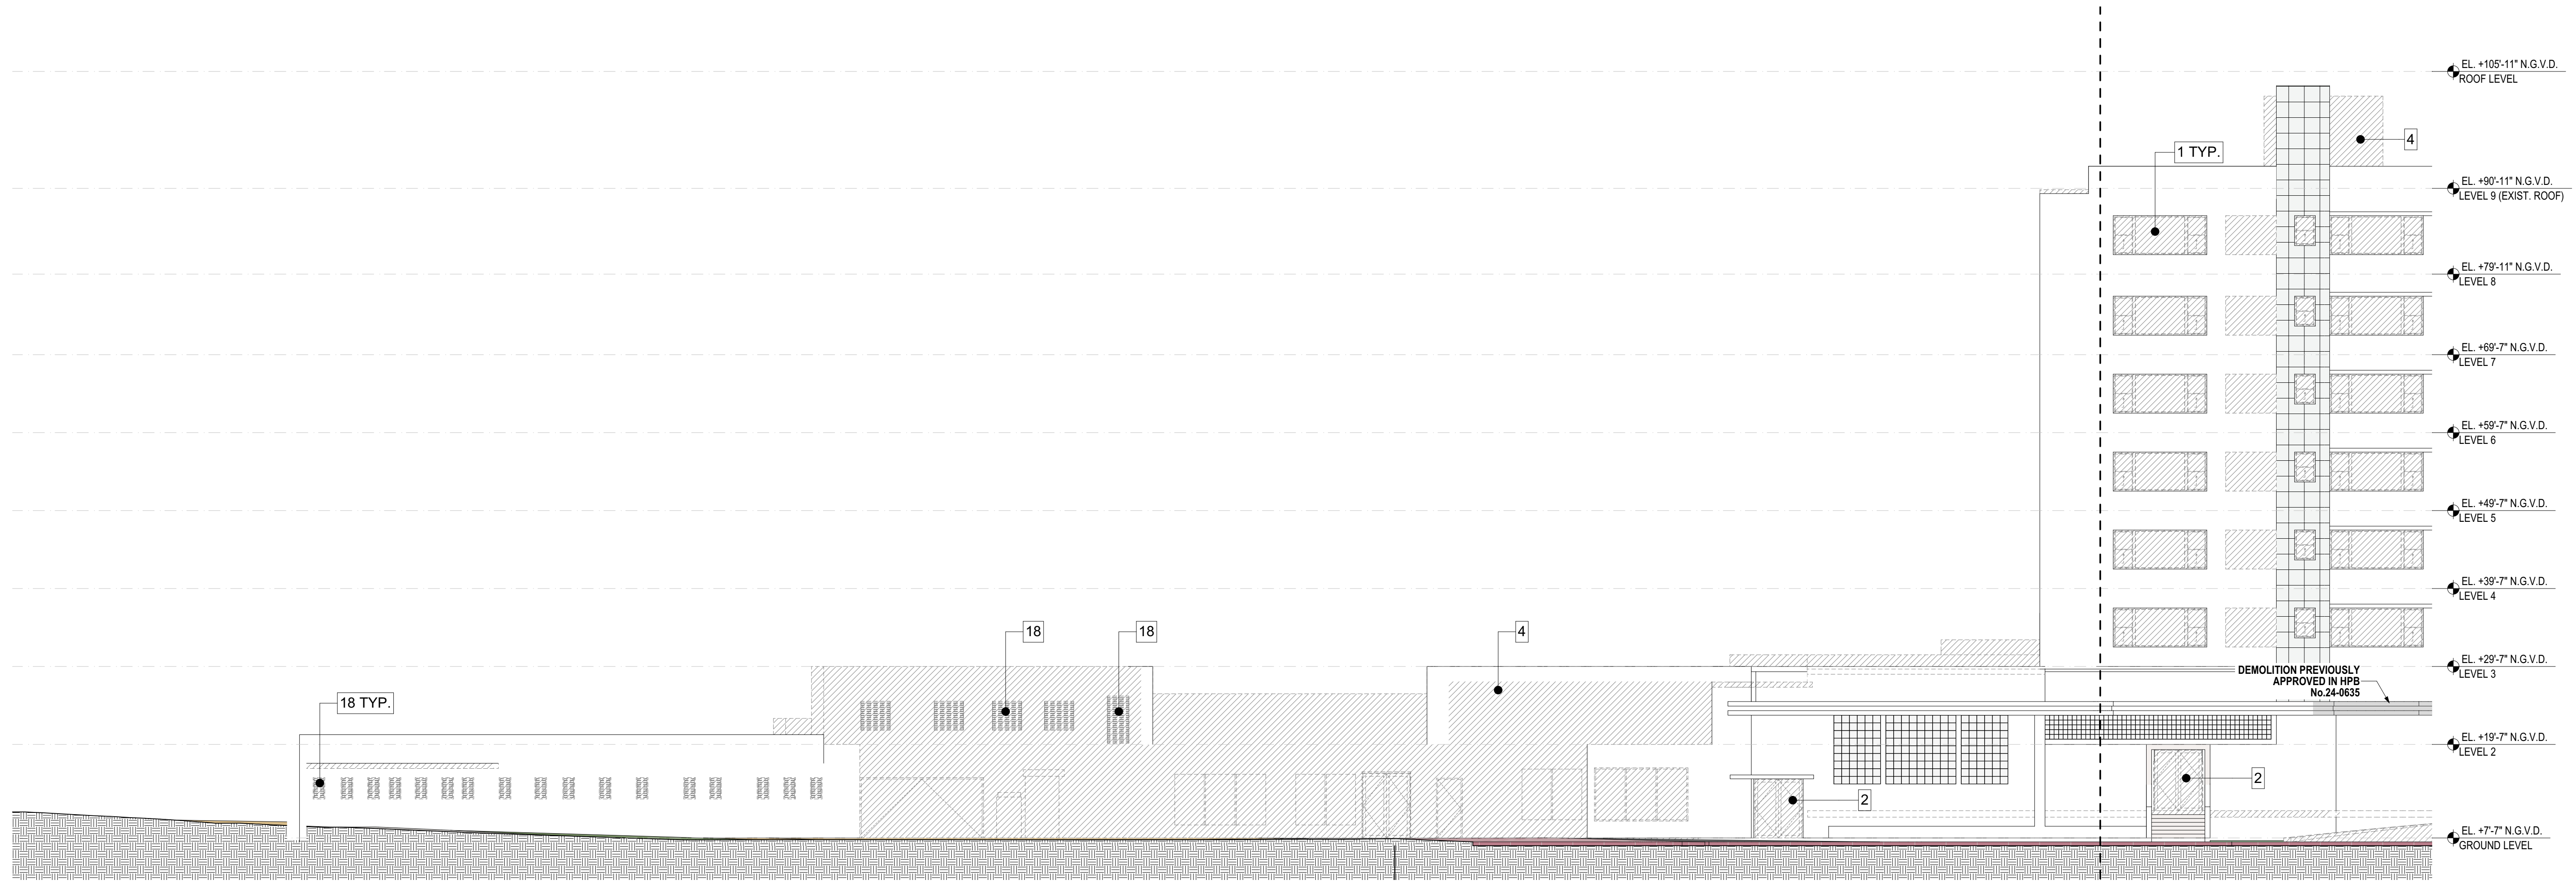 EL. +105'-11" N.G.V.D.
ROOF LEVEL
4
1 TYP.
EL. +90'-11" N.G.V.D.
LEVEL 9 (EXIST. ROOF)
EL. +79'-11" N.G.V.D.
LEVEL 8
EL. +69'-7" N.G.V.D.
LEVEL 7
EL. +59'-7" N.G.V.D.
LEVEL 6
EL. +49'-7" N.G.V.D.
LEVEL 5
EL. +39'-7" N.G.V.D.
LEVEL 4
18
18
4
EL. +29'-7" N.G.V.D.
LEVEL 3
DEMOLITION PREVIOUSLY
APPROVED IN HPB
No.24-0635
18 TYP.
EL. +19'-7" N.G.V.D.
LEVEL 2
2
2
EL. +7'-7" N.G.V.D.
GROUND LEVEL